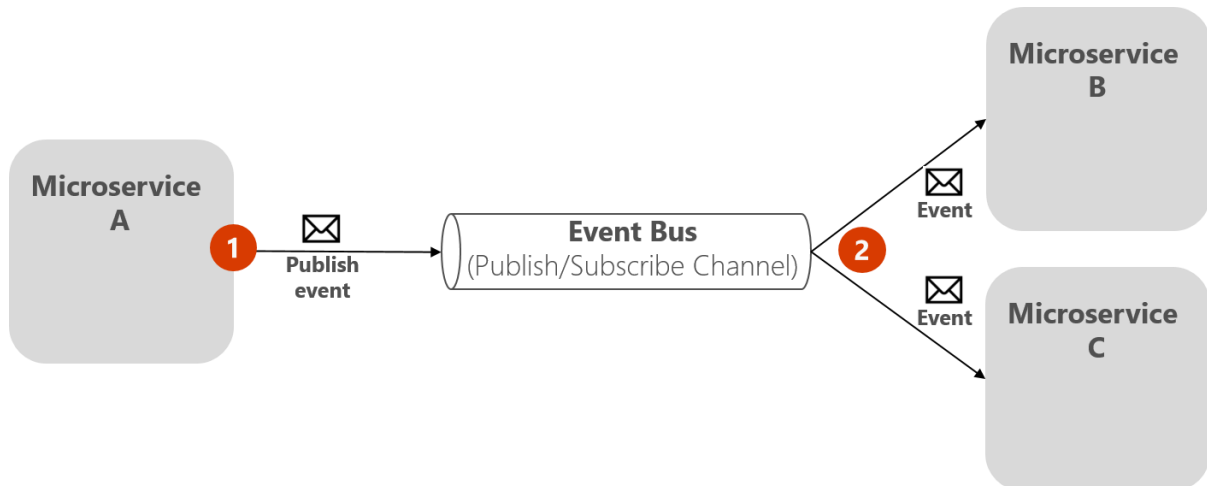 Microservice
A
1
Publish
event
Event Bus
(Publish/Subscribe Channel)
2
Event
Event
Microservice
B
Microservice
C